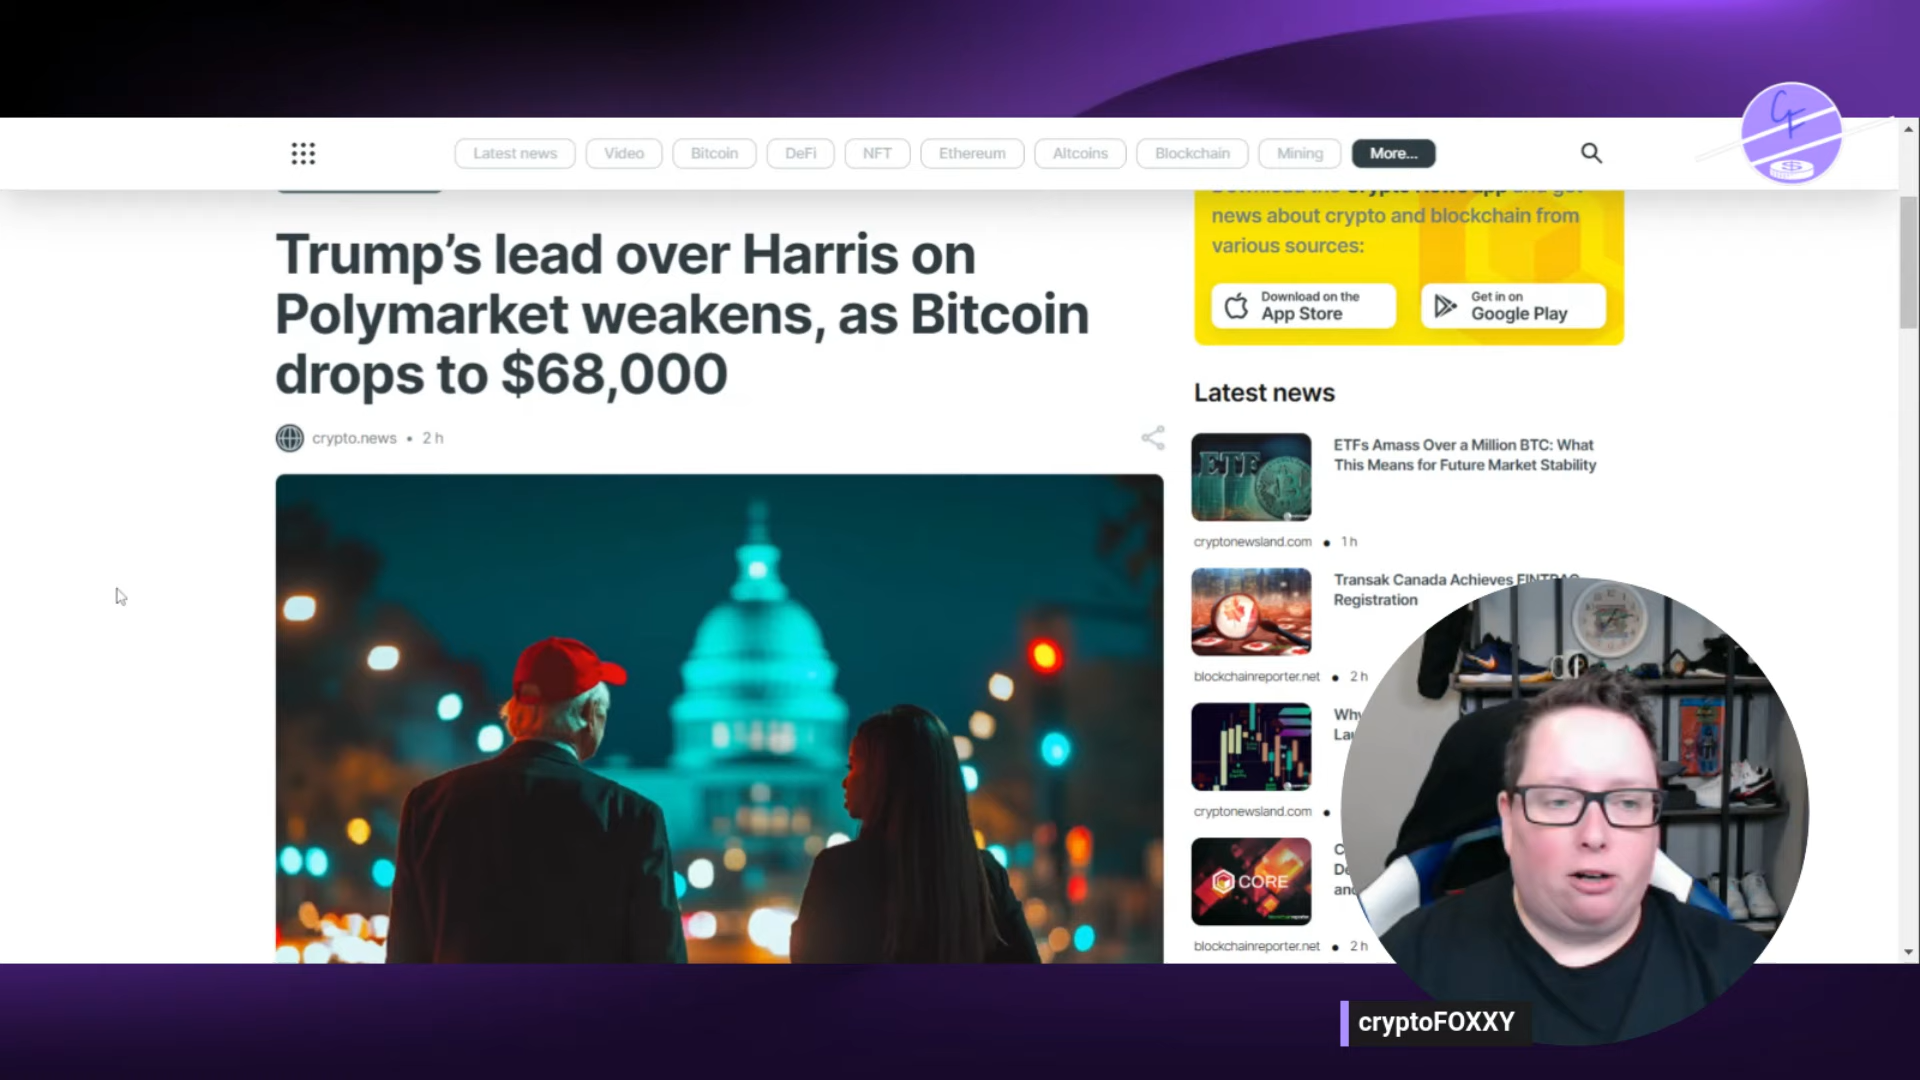 Latest news
Video
Bitcoin
DeFi
NFT
Ethereum
Altcoins
Blockchain
Mining
More...
CF
Trump's lead over Harris on
Polymarket weakens, as Bitcoin
drops to $68,000
crypto.news • 2 h
news about crypto and blockchain from
various sources:
Download on the
App Store
Get in on
Google Play
Latest news
ETF
ETFs Amass Over a Million BTC: What
This Means for Future Market Stability
cryptonewsland.com • 1 h
Transak Canada Achieves FINTRAC
Registration
blockchainreporter.net • 2 h
cryptonewsland.com •
CORE
blockchainreporter.net • 2 h
cryptoFOXXY